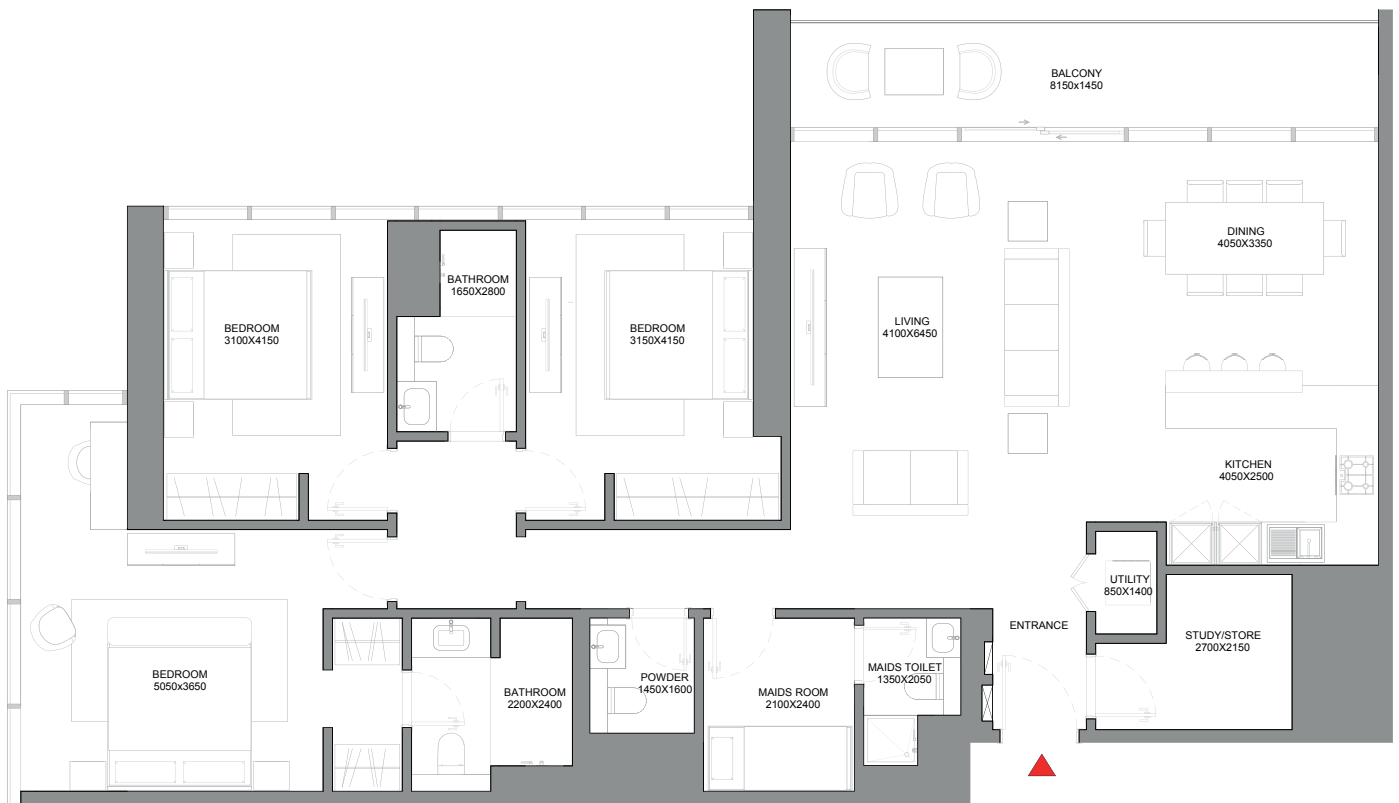 BALCONY
8150x1450
DINING
4050X3350
BATHROOM
1650X2800
BEDROOM
3100X4150
BEDROOM
3150X4150
LIVING
4100X6450
KITCHEN
4050X2500
UTILITY
850X1400
ENTRANCE
STUDY/STORE
2700X2150
BEDROOM
5050x3650
BATHROOM
2200X2400
POWDER
1450X1600
MAIDS ROOM
2100X2400
MAIDS TOILET
1350X2050